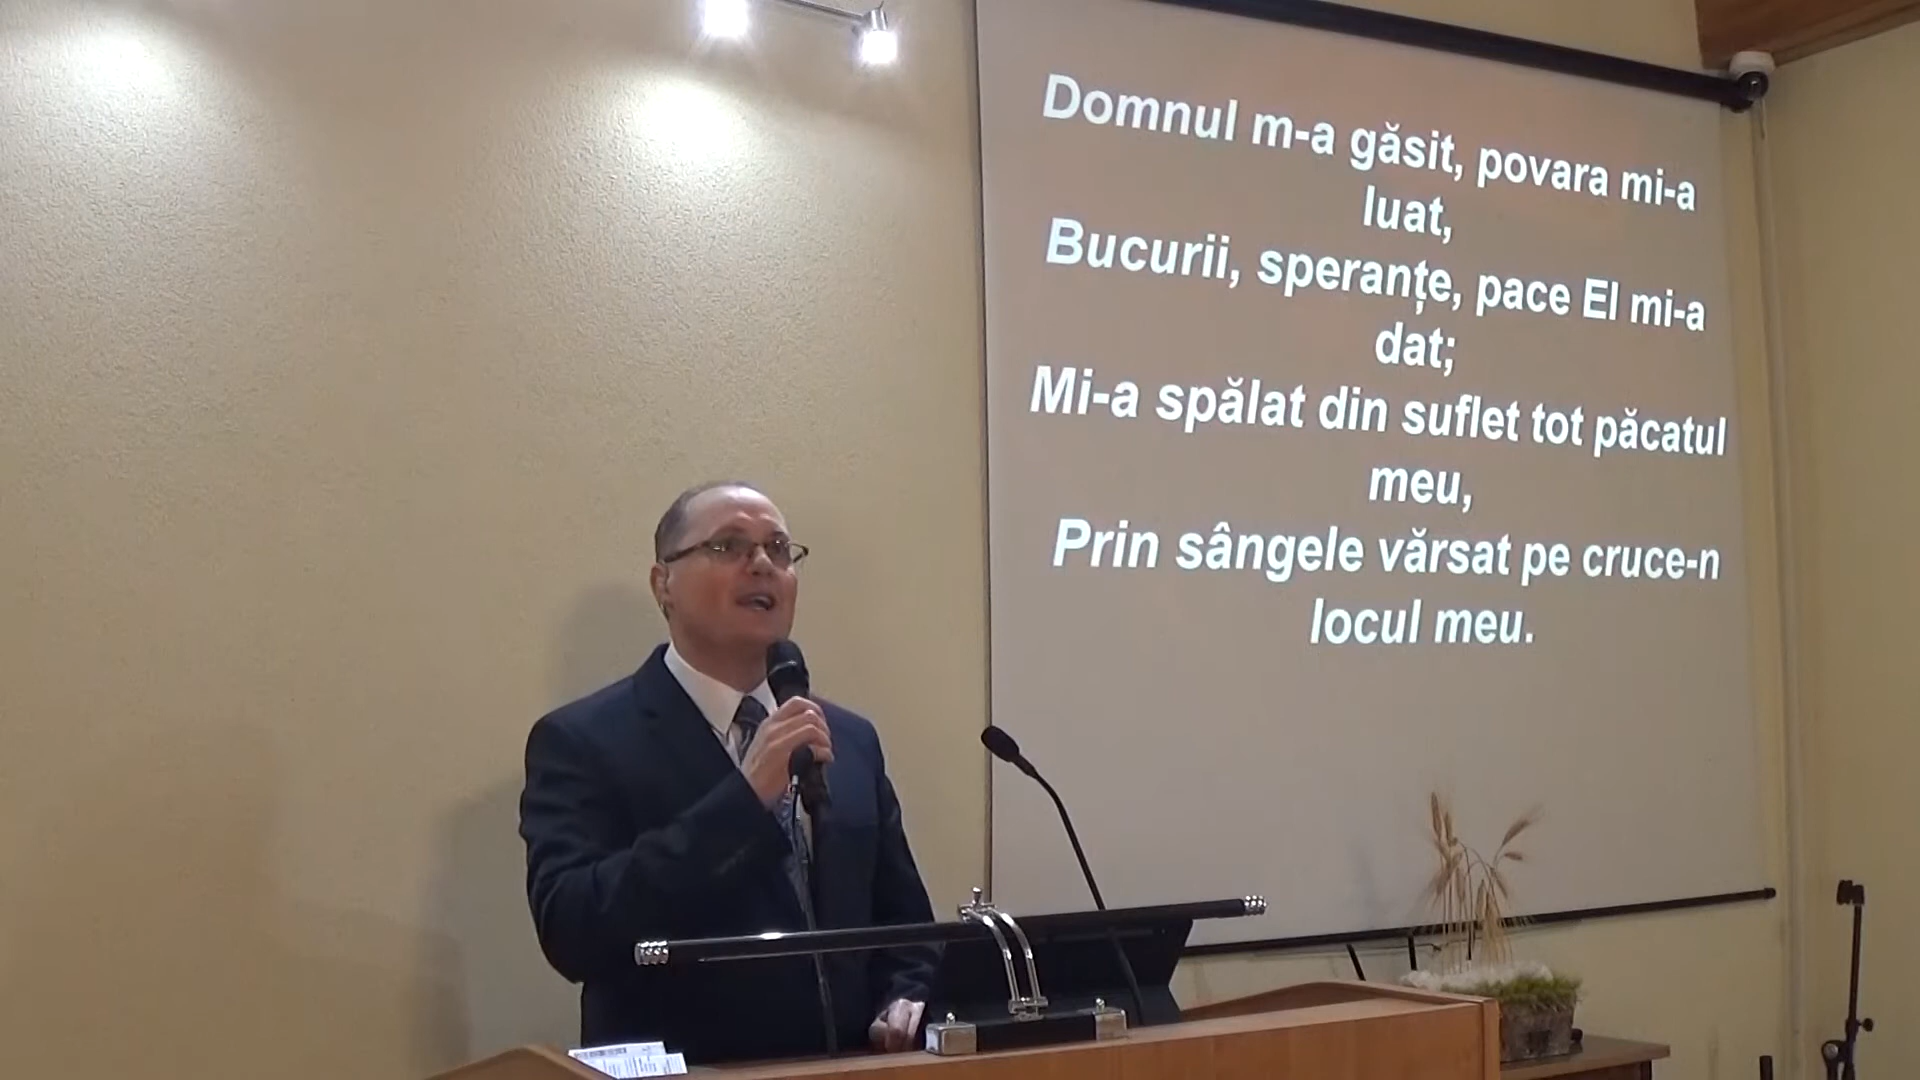 Domnul m-a găsit, povara mi-a
luat,
Bucurii, speranțe, pace El mi-a
dat;
Mi-a spălat din suflet tot păcatul
meu,
Prin sângele vărsat pe cruce-n
locul meu.